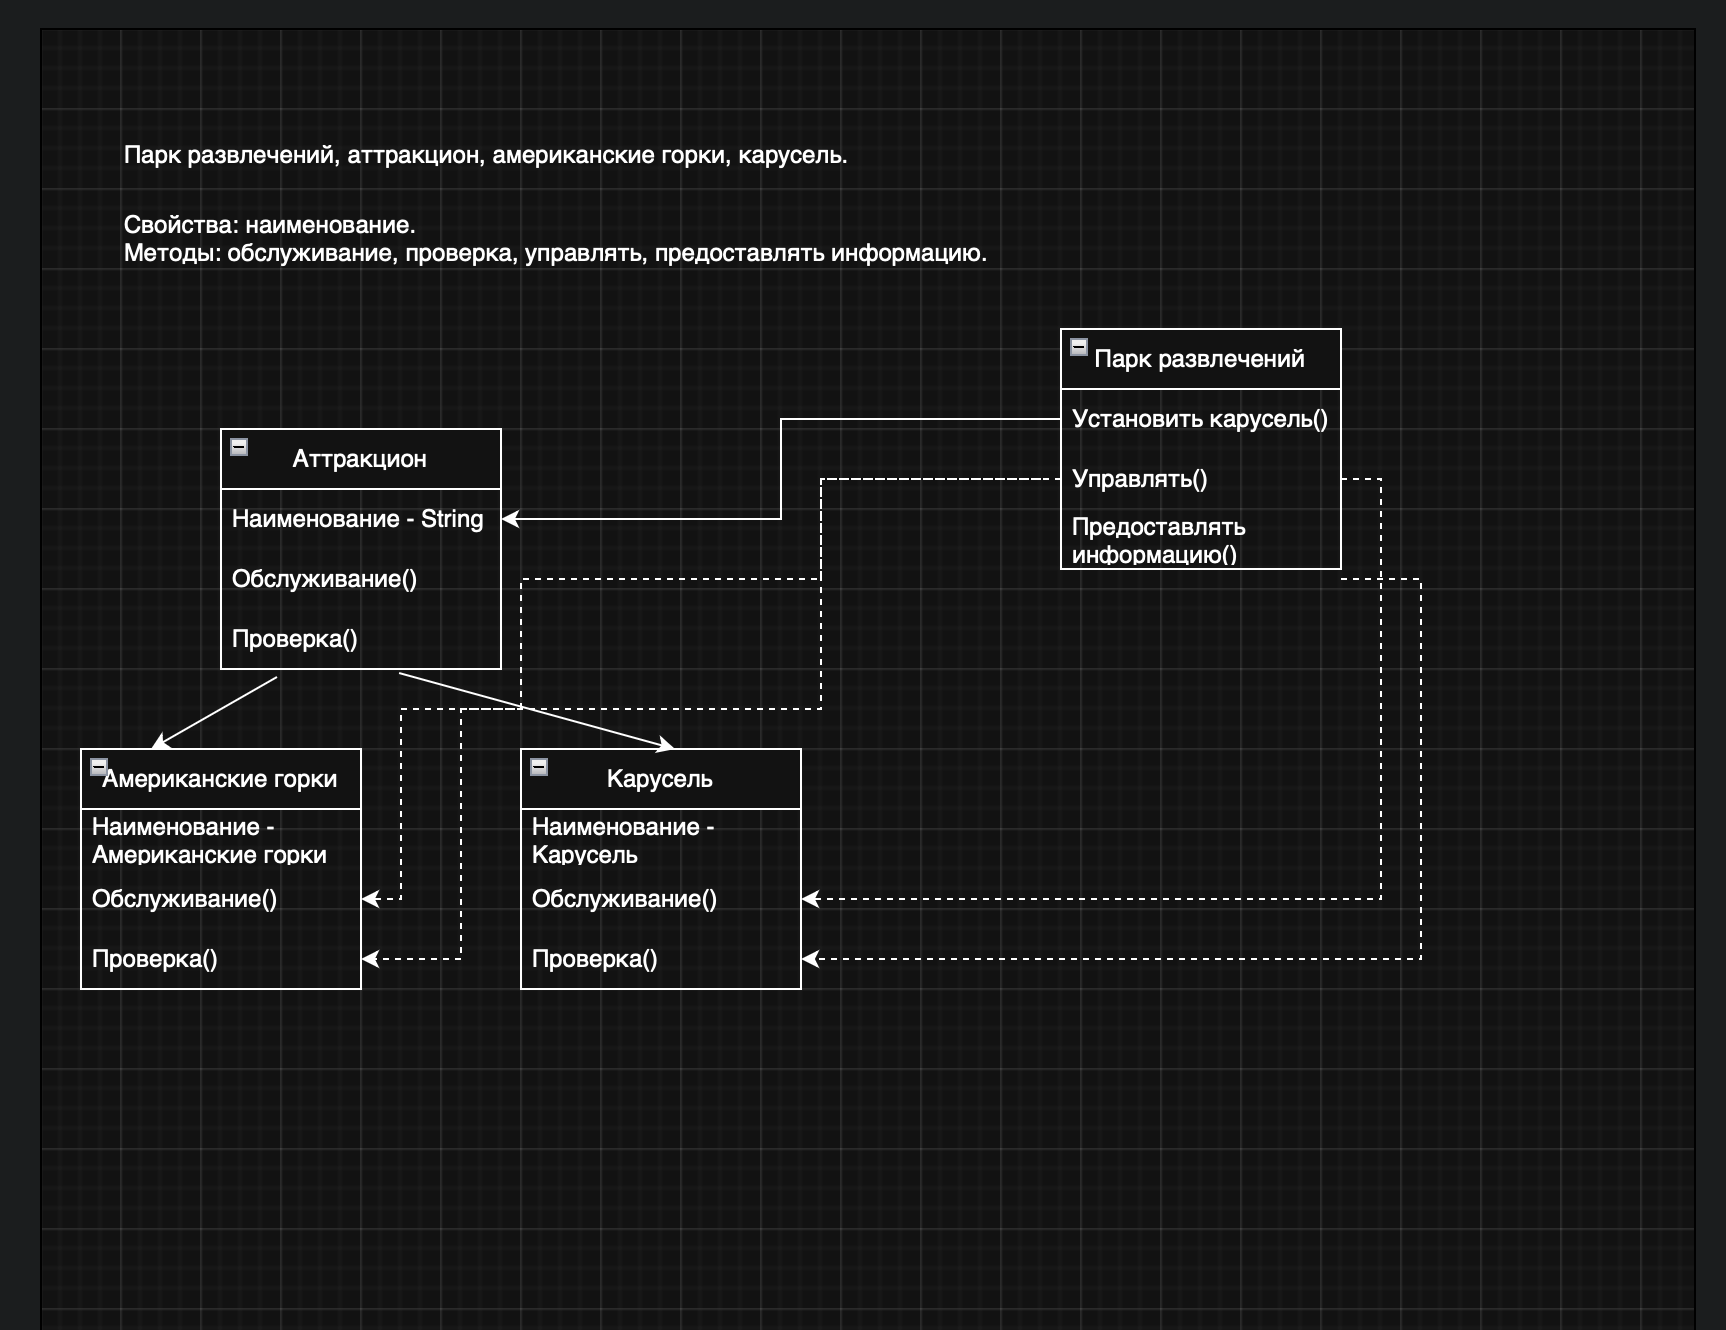 Парк развлечений, аттракцион, американские горки, карусель.
Свойства: наименование.
Методы: обслуживание, проверка, управлять, предоставлять информацию.
Парк развлечений
Установить карусель()
Управлять()
Предоставлять
информацию()
Аттракцион
Наименование - String
Обслуживание()
Проверка()
Американские горки
Наименование -
Американские горки
Обслуживание()
Проверка()
Карусель
Наименование -
Карусель
Обслуживание()
Проверка()